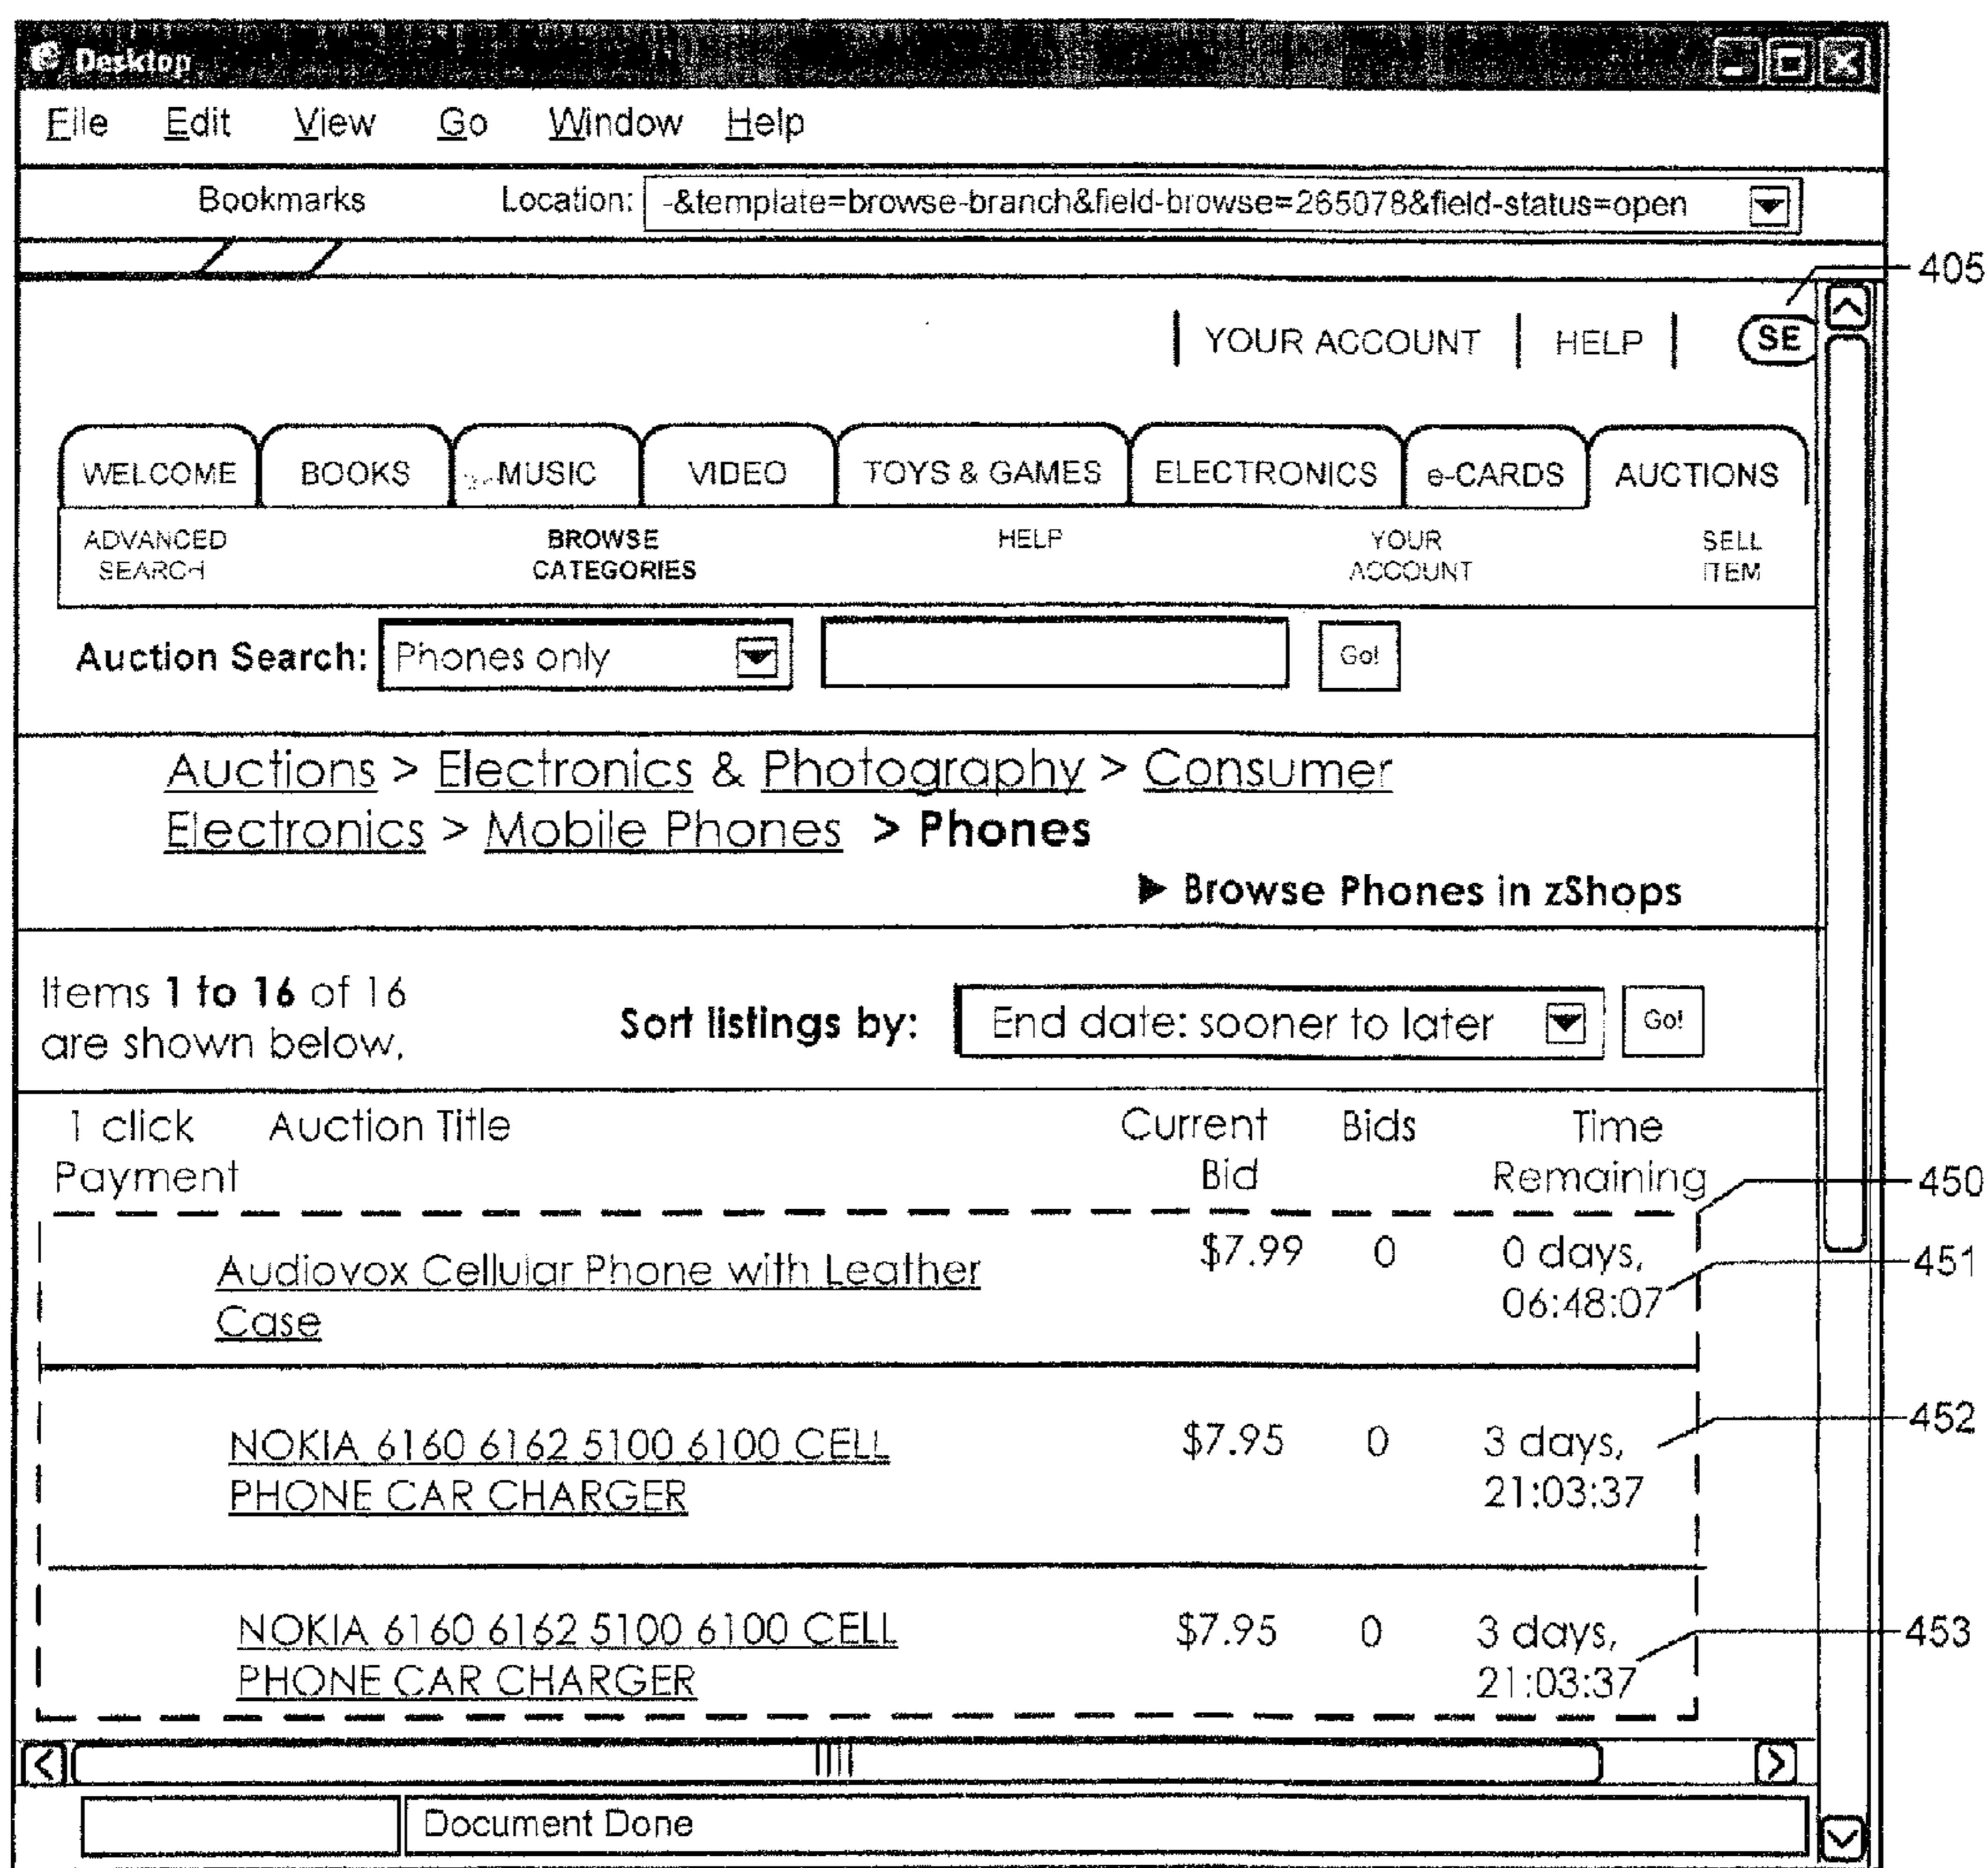 Desktop
File Edit View Go Window Help
Bookmarks Location: -&template=browse-branch&field-browse=265078&field-status=open
405
YOUR ACCOUNT HELP SE
WELCOME BOOKS MUSIC VIDEO TOYS & GAMES ELECTRONICS e-CARDS AUCTIONS
ADVANCED SEARCH BROWSE CATEGORIES HELP YOUR ACCOUNT SELL ITEM
Auction Search: Phones only Go!
Auctions > Electronics & Photography > Consumer
Electronics > Mobile Phones > Phones
▶ Browse Phones in zShops
Items 1 to 16 of 16
are shown below.
Sort listings by: End date: sooner to later Go!
1 click Payment Auction Title Current Bid Bids Time Remaining
450
Audiovox Cellular Phone with Leather
Case
$7.99 0 0 days,
06:48:07
451
NOKIA 6160 6162 5100 6100 CELL
PHONE CAR CHARGER
$7.95 0 3 days,
21:03:37
452
NOKIA 6160 6162 5100 6100 CELL
PHONE CAR CHARGER
$7.95 0 3 days,
21:03:37
453
Document Done